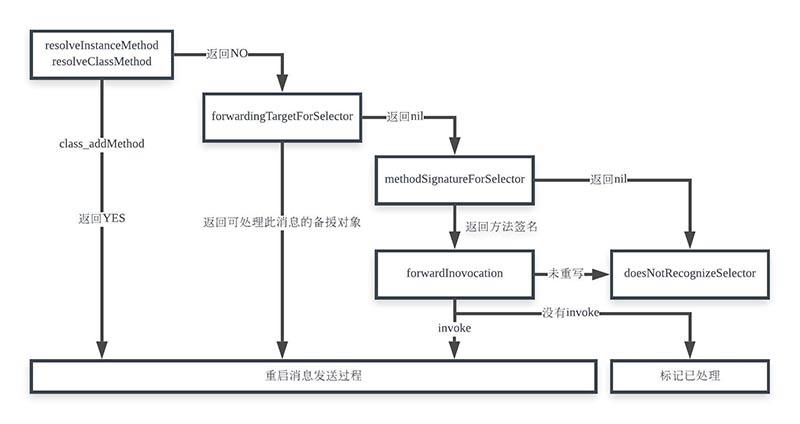 resolveInstanceMethod
resolveClassMethod
返回NO
forwardingTargetForSelector
返回nil
class_addMethod
methodSignatureForSelector
返回nil
返回YES
返回可处理此消息的备援对象
返回方法签名
forwardInovocation
未重写
doesNotRecognizeSelector
没有invoke
invoke
重启消息发送过程
标记已处理